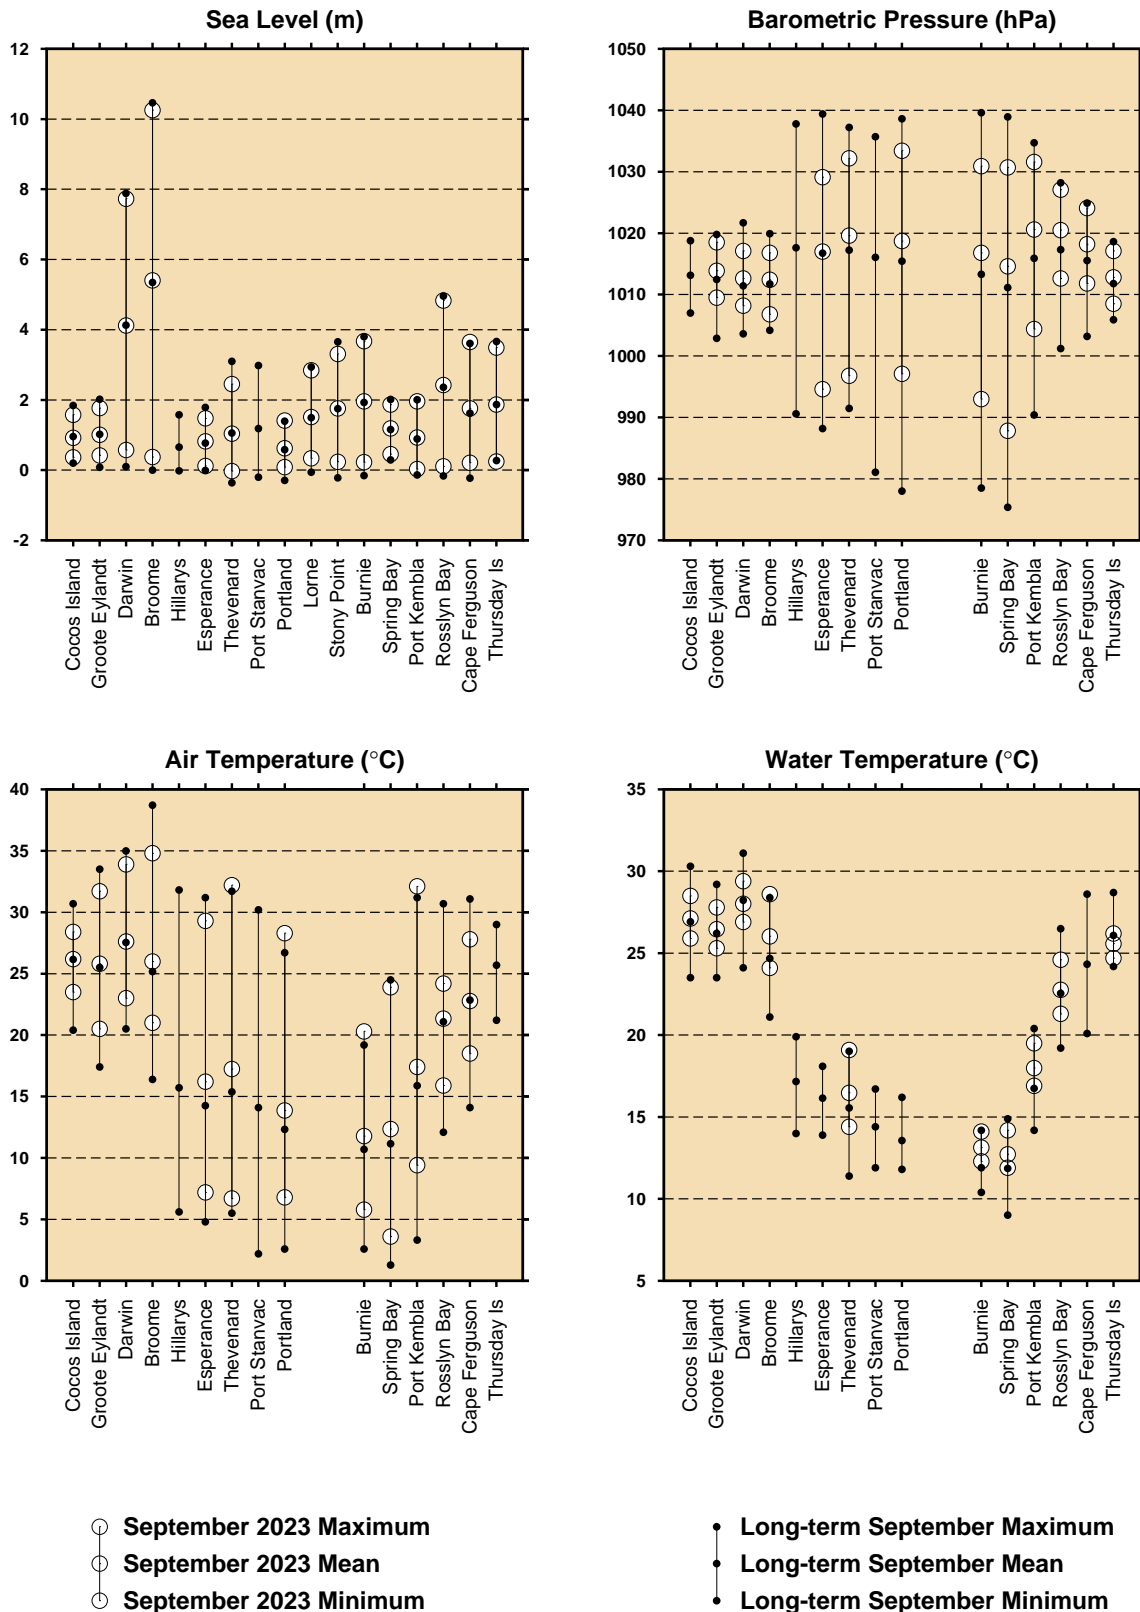 Sea Level (m)
12
10
8
6
4
2
0
-2
Cocos Island
Groote Eylandt
Darwin
Broome
Hillarys
Esperance
Thevenard
Port Stanvac
Portland
Lorne
Stony Point
Burnie
Spring Bay
Port Kembla
Rosslyn Bay
Cape Ferguson
Thursday Is
Barometric Pressure (hPa)
1050
1040
1030
1020
1010
1000
990
980
970
Cocos Island
Groote Eylandt
Darwin
Broome
Hillarys
Esperance
Thevenard
Port Stanvac
Portland
Burnie
Spring Bay
Port Kembla
Rosslyn Bay
Cape Ferguson
Thursday Is
Air Temperature (°C)
40
35
30
25
20
15
10
5
0
Cocos Island
Groote Eylandt
Darwin
Broome
Hillarys
Esperance
Thevenard
Port Stanvac
Portland
Burnie
Spring Bay
Port Kembla
Rosslyn Bay
Cape Ferguson
Thursday Is
Water Temperature (°C)
35
30
25
20
15
10
5
Cocos Island
Groote Eylandt
Darwin
Broome
Hillarys
Esperance
Thevenard
Port Stanvac
Portland
Burnie
Spring Bay
Port Kembla
Rosslyn Bay
Cape Ferguson
Thursday Is
September 2023 Maximum
September 2023 Mean
September 2023 Minimum
Long-term September Maximum
Long-term September Mean
Long-term September Minimum